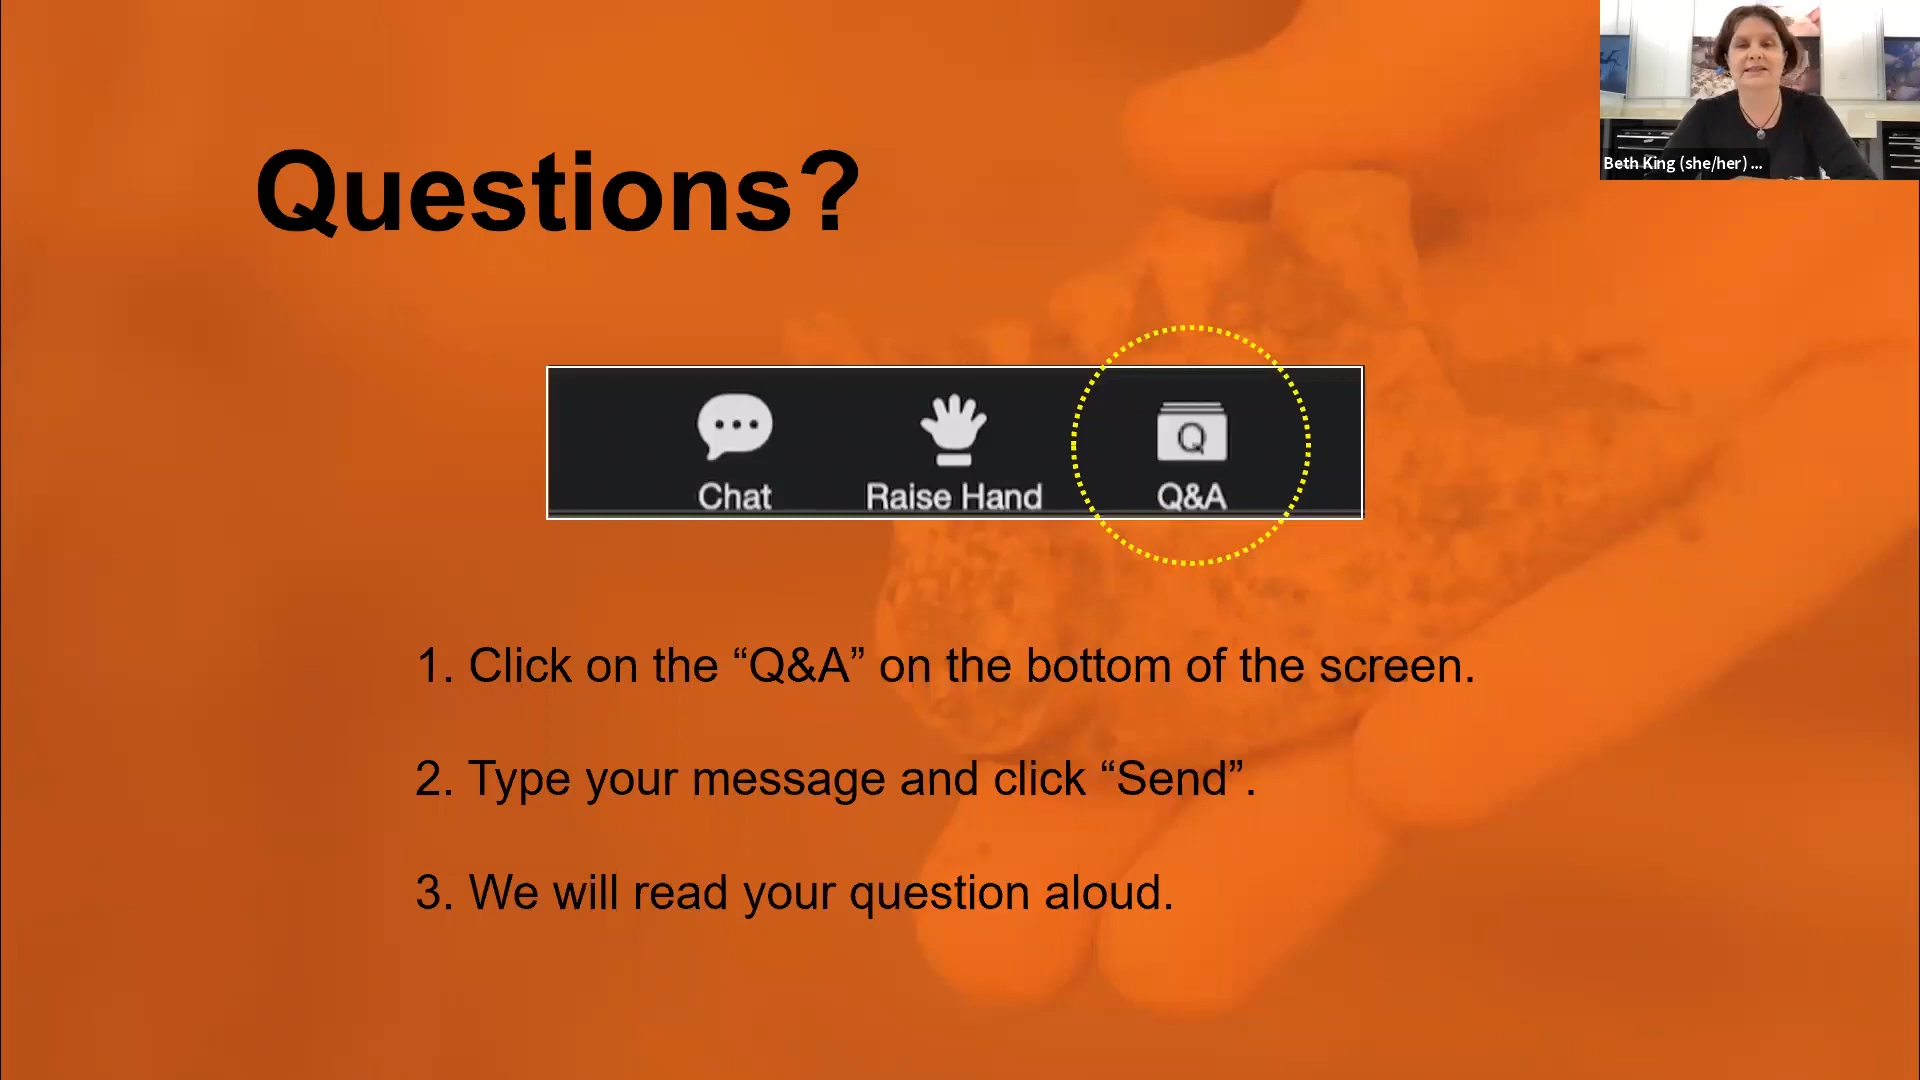 Questions?
Beth King (she/her) ...
Chat
Raise Hand
Q
Q&A
1. Click on the “Q&A” on the bottom of the screen.
2. Type your message and click “Send”.
3. We will read your question aloud.